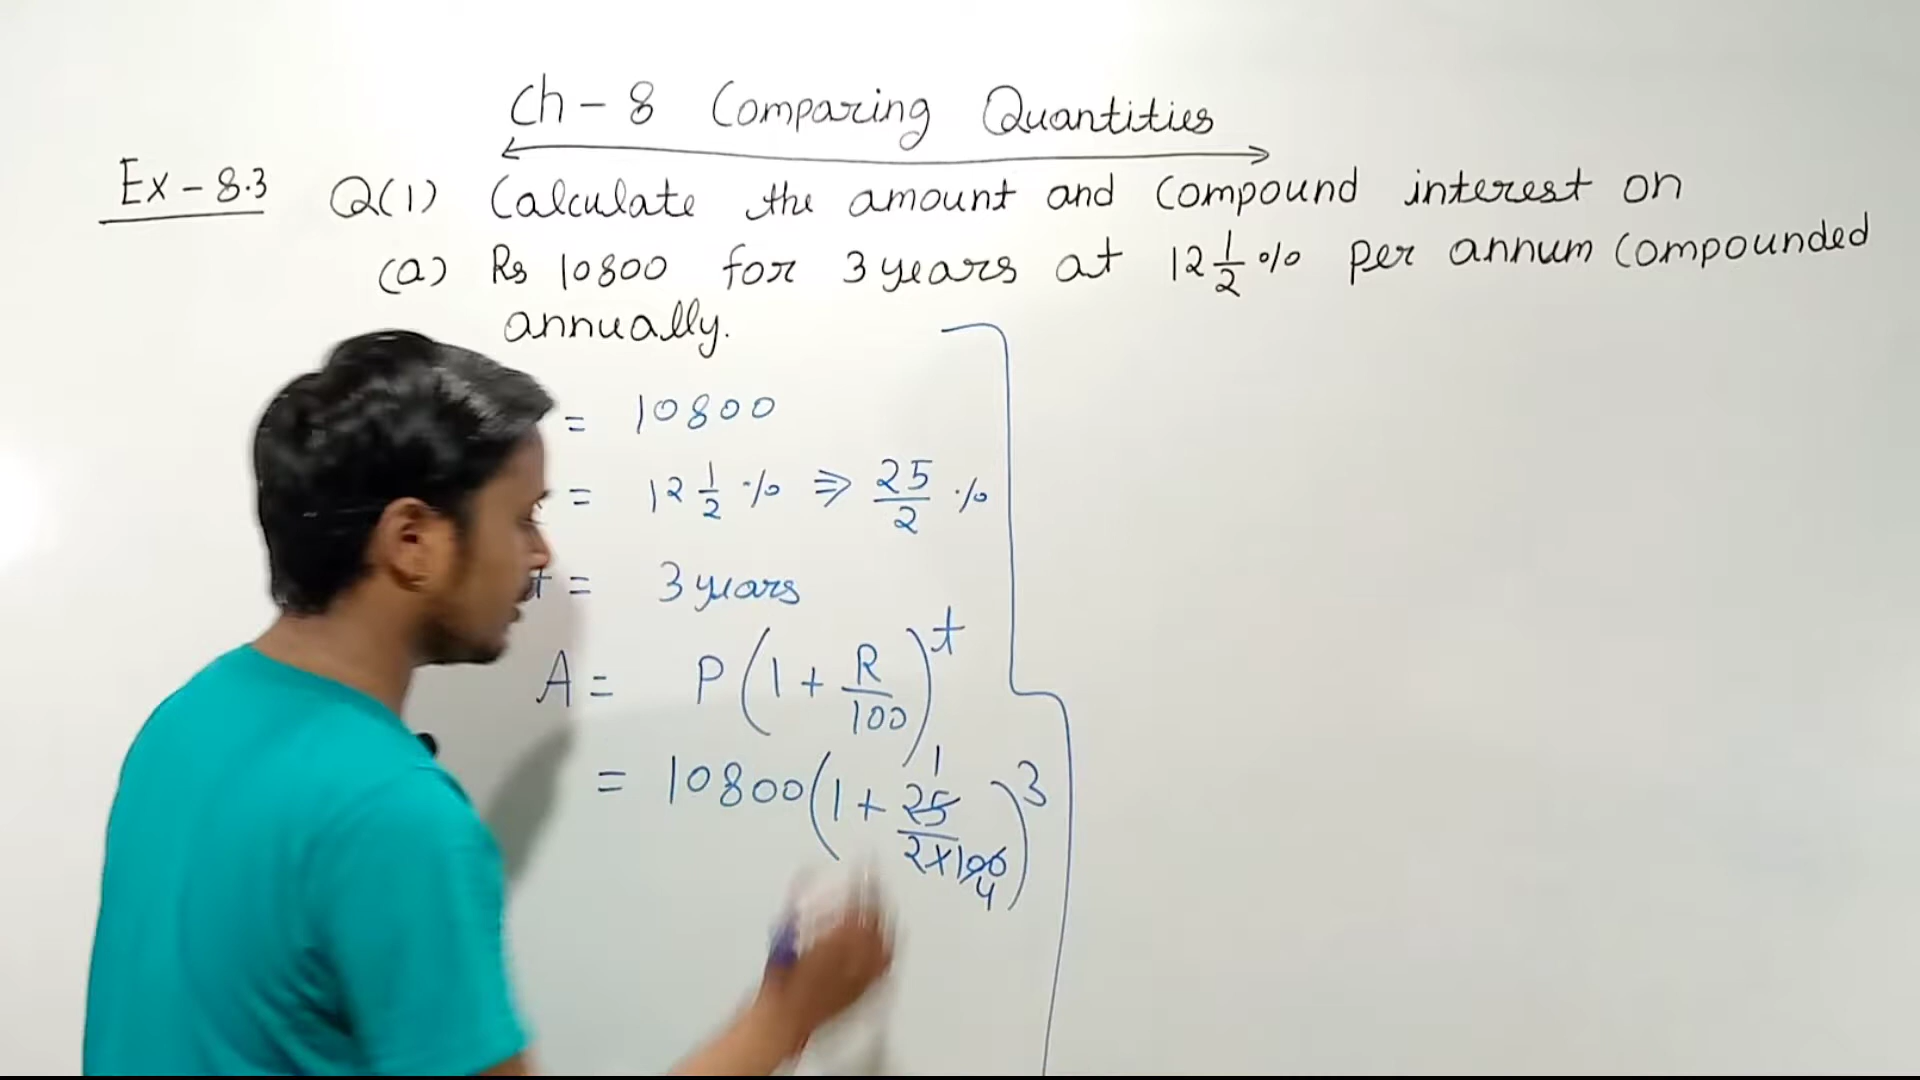 Ch - 8 Comparing Quantities
Ex - 8.3 Q(1) Calculate the amount and compound interest on
(a) Rs 10800 for 3 years at 12 1/2 % per annum compounded
annually.
= 10800
= 12 1/2 % ⇒ 25/2 %
t = 3 years
A = P(1 + R/100)^t
= 10800(1 + 25/2×100)^3
1
4